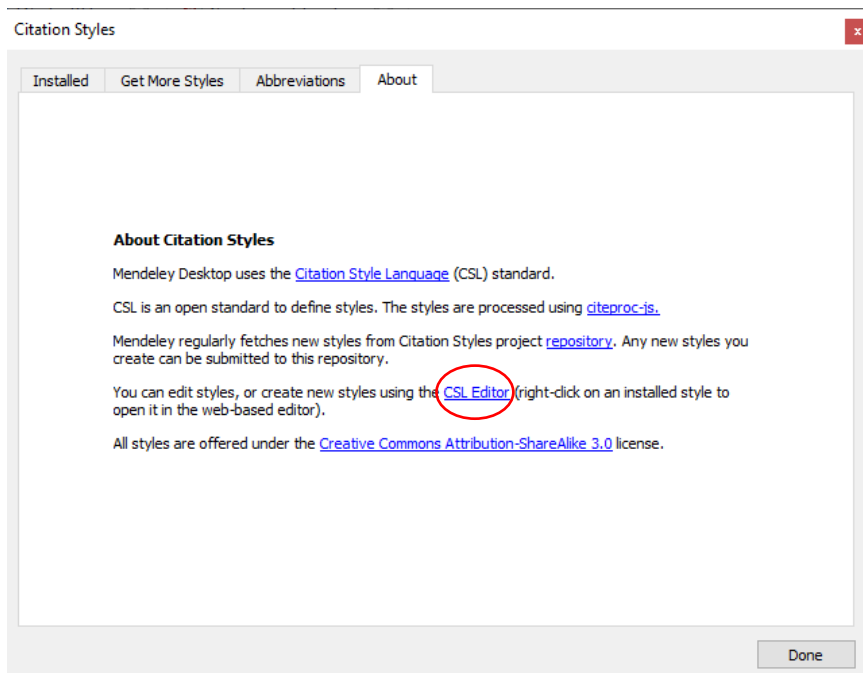 Citation Styles
x
Installed
Get More Styles
Abbreviations
About
About Citation Styles
Mendeley Desktop uses the Citation Style Language (CSL) standard.
CSL is an open standard to define styles. The styles are processed using citeproc-js.
Mendeley regularly fetches new styles from Citation Styles project repository. Any new styles you
create can be submitted to this repository.
You can edit styles, or create new styles using the CSL Editor (right-click on an installed style to
open it in the web-based editor).
All styles are offered under the Creative Commons Attribution-ShareAlike 3.0 license.
Done